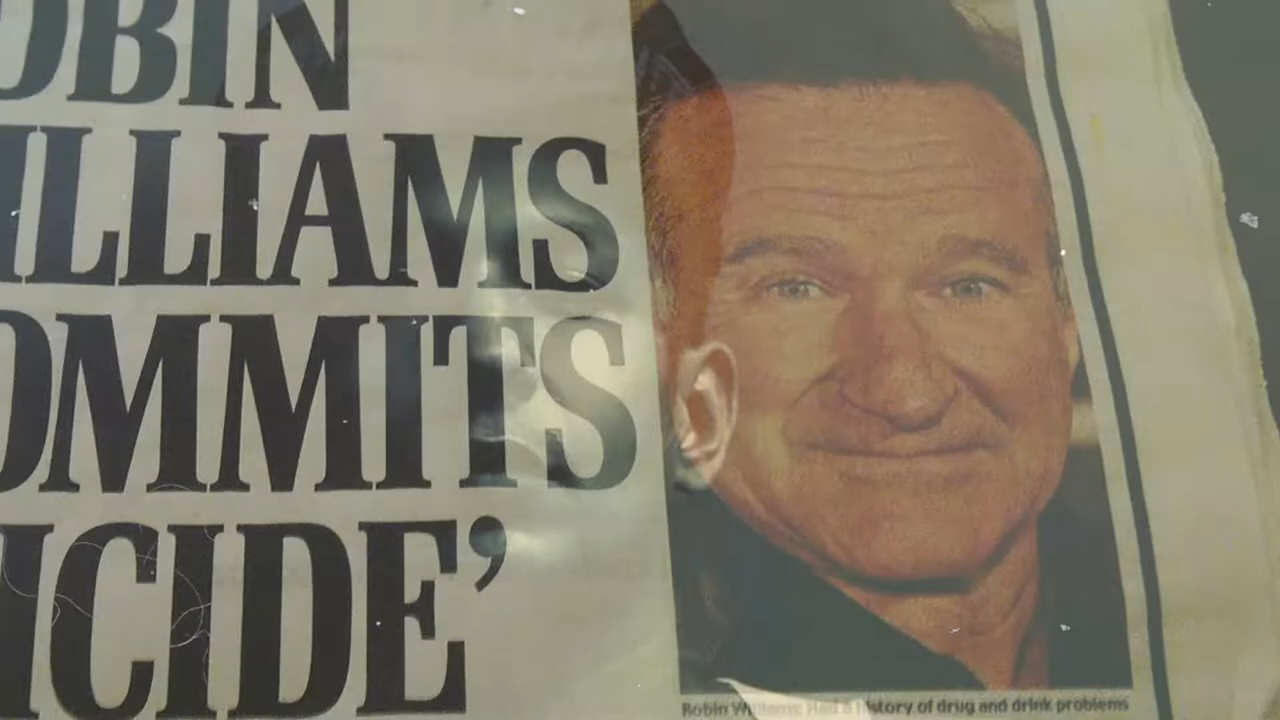 OBIN
ILLIAMS
OMMITS
ICIDE’
Robin Williams: Had a history of drug and drink problems